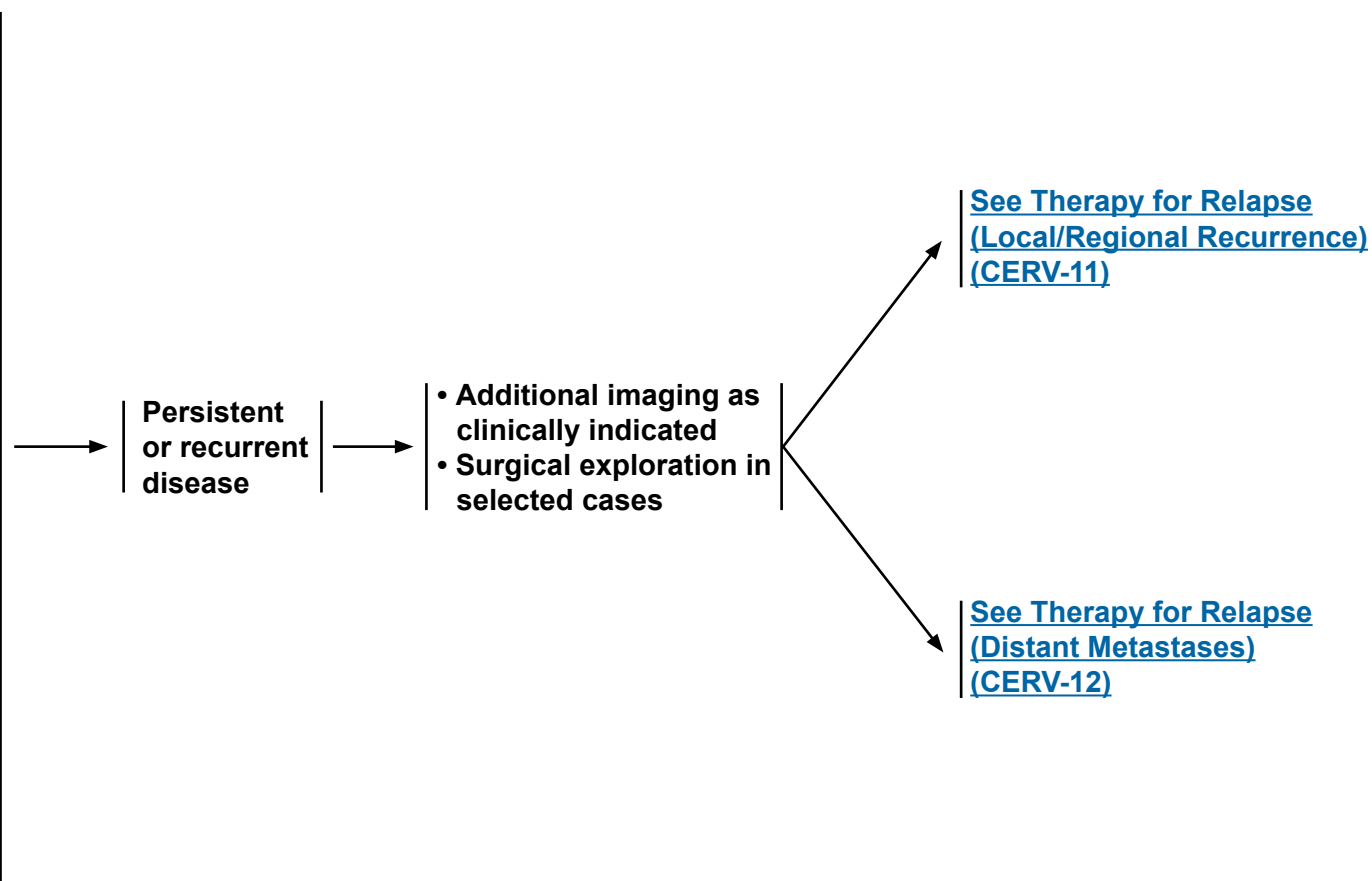 Persistent
or recurrent
disease
• Additional imaging as
clinically indicated
• Surgical exploration in
selected cases
See Therapy for Relapse
(Local/Regional Recurrence)
(CERV-11)
See Therapy for Relapse
(Distant Metastases)
(CERV-12)